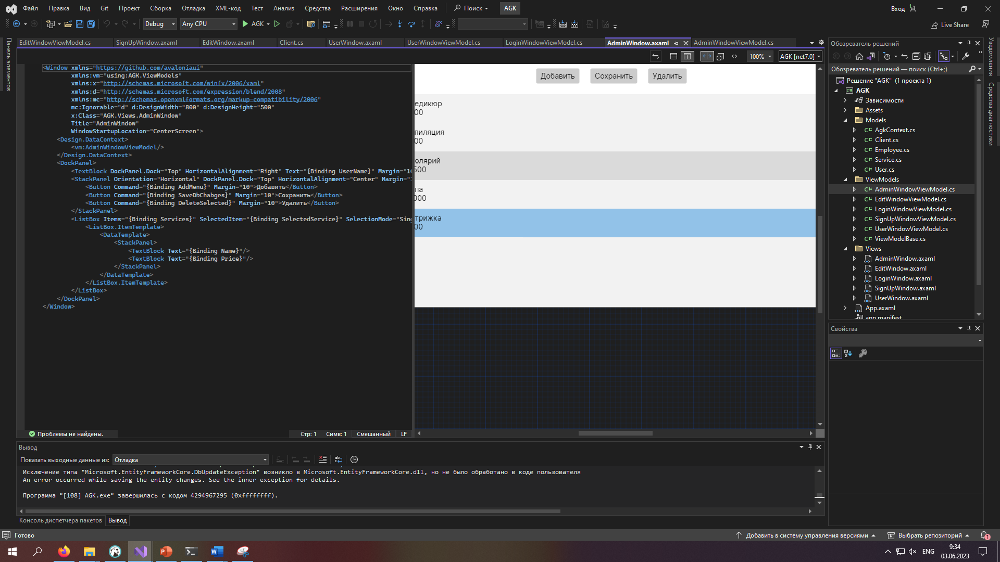 Файл Правка Вид Git Проект Сборка Отладка XML-код Тест Анализ Средства Расширения Окно Справка Поиск AGK Вход
Debug Any CPU AGK Live Share
Панель элементов
EditWindowViewModel.cs SignUpWindow.axaml EditWindow.axaml Client.cs UserWindow.axaml UserWindowViewModel.cs LoginWindowViewModel.cs AdminWindow.axaml AdminWindowViewModel.cs
100% AGK [net7.0]
<Window xmlns="https://github.com/avaloniaui"
xmlns:vm="using:AGK.ViewModels"
xmlns:x="http://schemas.microsoft.com/winfx/2006/xaml"
xmlns:d="http://schemas.microsoft.com/expression/blend/2008"
xmlns:mc="http://schemas.openxmlformats.org/markup-compatibility/2006"
mc:Ignorable="d" d:DesignWidth="800" d:DesignHeight="500"
x:Class="AGK.Views.AdminWindow"
Title="AdminWindow"
WindowStartupLocation="CenterScreen">
<Design.DataContext>
<vm:AdminWindowViewModel/>
</Design.DataContext>
<DockPanel>
<TextBlock DockPanel.Dock="Top" HorizontalAlignment="Right" Text="{Binding UserName}" Margin="10
<StackPanel Orientation="Horizontal" DockPanel.Dock="Top" HorizontalAlignment="Center" Margin="
<Button Command="{Binding AddMenu}" Margin="10">Добавить</Button>
<Button Command="{Binding SaveDbChabges}" Margin="10">Сохранить</Button>
<Button Command="{Binding DeleteSelected}" Margin="10">Удалить</Button>
</StackPanel>
<ListBox Items="{Binding Services}" SelectedItem="{Binding SelectedService}" SelectionMode="Sing
<ListBox.ItemTemplate>
<DataTemplate>
<StackPanel>
<TextBlock Text="{Binding Name}"/>
<TextBlock Text="{Binding Price}"/>
</StackPanel>
</DataTemplate>
</ListBox.ItemTemplate>
</ListBox>
</DockPanel>
</Window>
Проблемы не найдены. Стр: 1 Симв: 1 Смешанный LF
Добавить Сохранить Удалить
едикюр
00
пиляция
00
олярий
500
на
000
трижка
00
Обозреватель решений
Обозреватель решений — поиск (Ctrl+;)
Решение "AGK" (1 проекта 1)
AGK
Зависимости
Assets
Models
AgkContext.cs
Client.cs
Employee.cs
Service.cs
User.cs
ViewModels
AdminWindowViewModel.cs
EditWindowViewModel.cs
LoginWindowViewModel.cs
SignUpWindowViewModel.cs
UserWindowViewModel.cs
ViewModelBase.cs
Views
AdminWindow.axaml
EditWindow.axaml
LoginWindow.axaml
SignUpWindow.axaml
UserWindow.axaml
App.axaml
app.manifest
Свойства
Уведомления
Средства диагностики
Вывод
Показать выходные данные из: Отладка
Исключение типа "Microsoft.EntityFrameworkCore.DbUpdateException" возникло в Microsoft.EntityFrameworkCore.dll, но не было обработано в коде пользователя
An error occurred while saving the entity changes. See the inner exception for details.
Программа "[108] AGK.exe" завершилась с кодом 4294967295 (0xffffffff).
Консоль диспетчера пакетов Вывод
Готово Добавить в систему управления версиями Выбрать репозиторий 1
ENG 9:34
03.06.2023